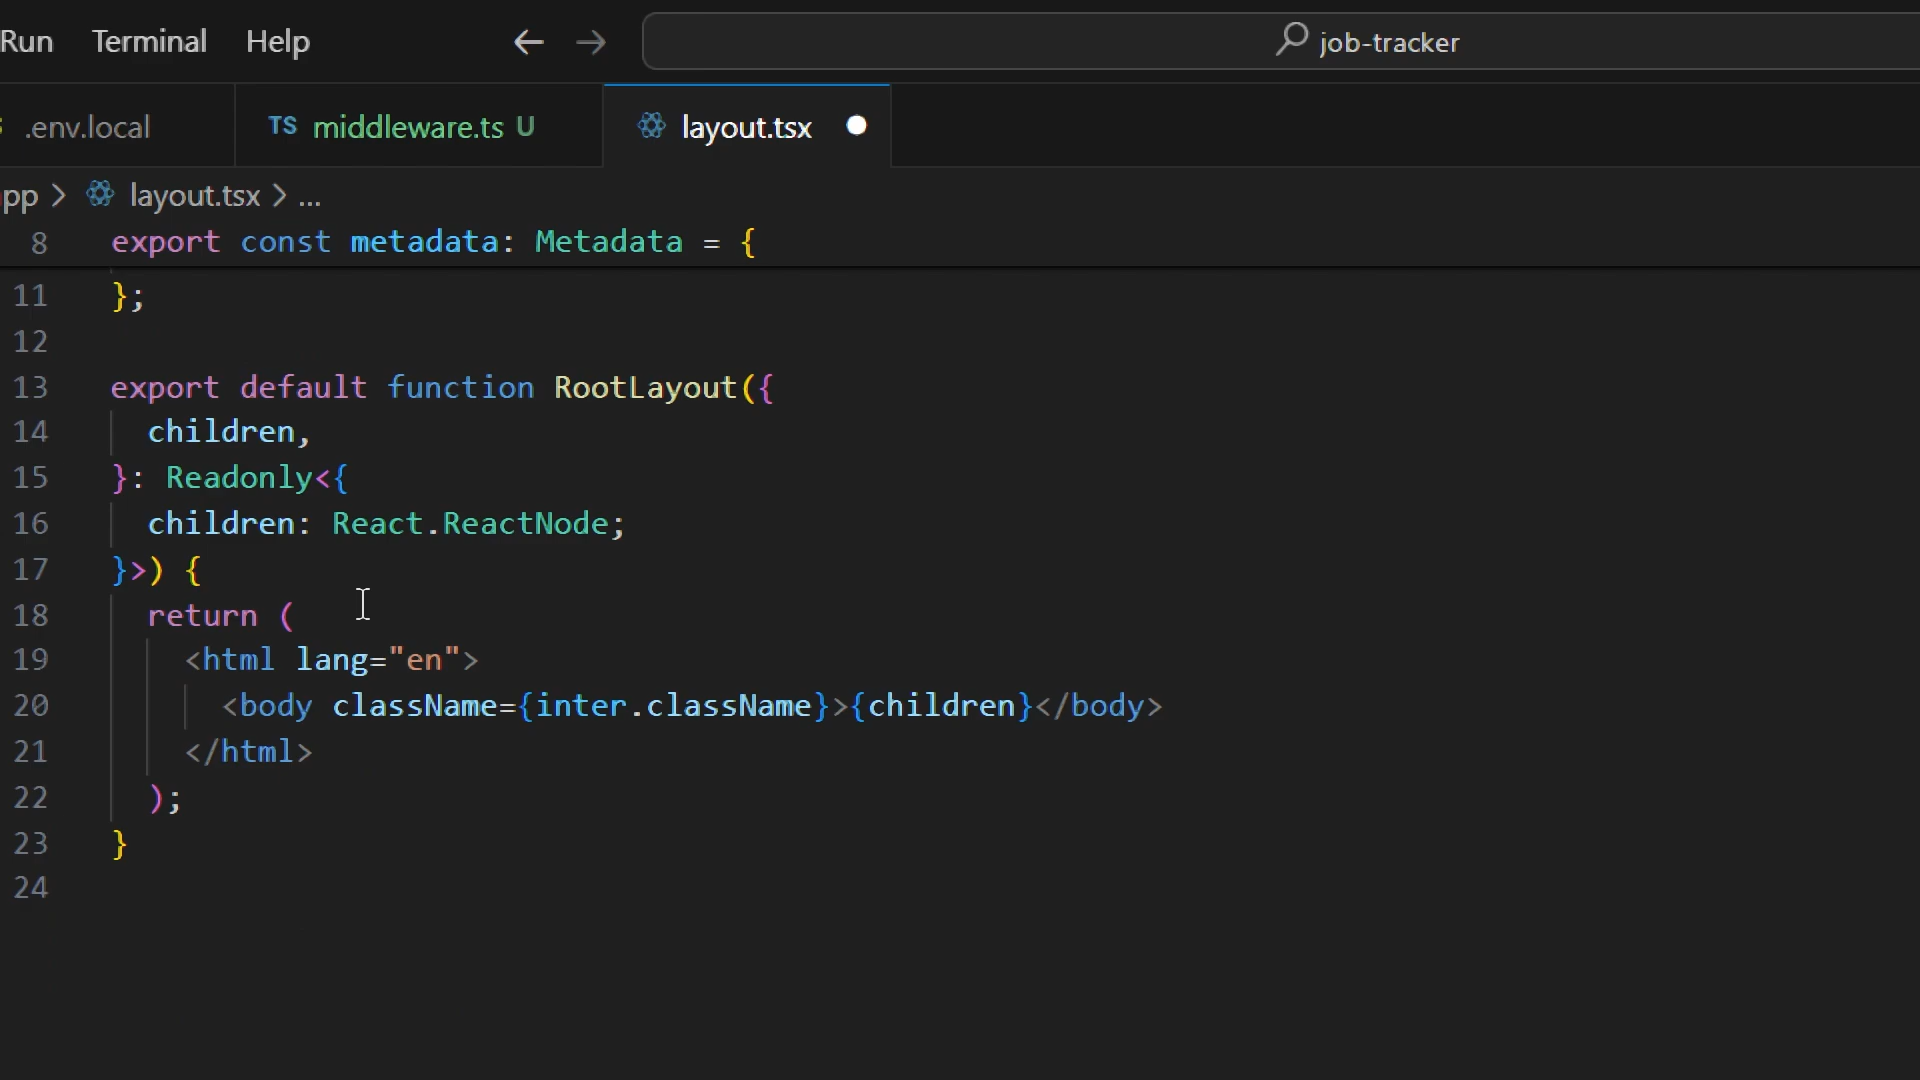 Run Terminal Help job-tracker
.env.local TS middleware.ts U layout.tsx
pp > layout.tsx > ...
8 export const metadata: Metadata = {
11 };
12
13 export default function RootLayout({
14 children,
15 }: Readonly<{
16 children: React.ReactNode;
17 }>) {
18 return (
19 <html lang="en">
20 <body className={inter.className}>{children}</body>
21 </html>
22 );
23 }
24